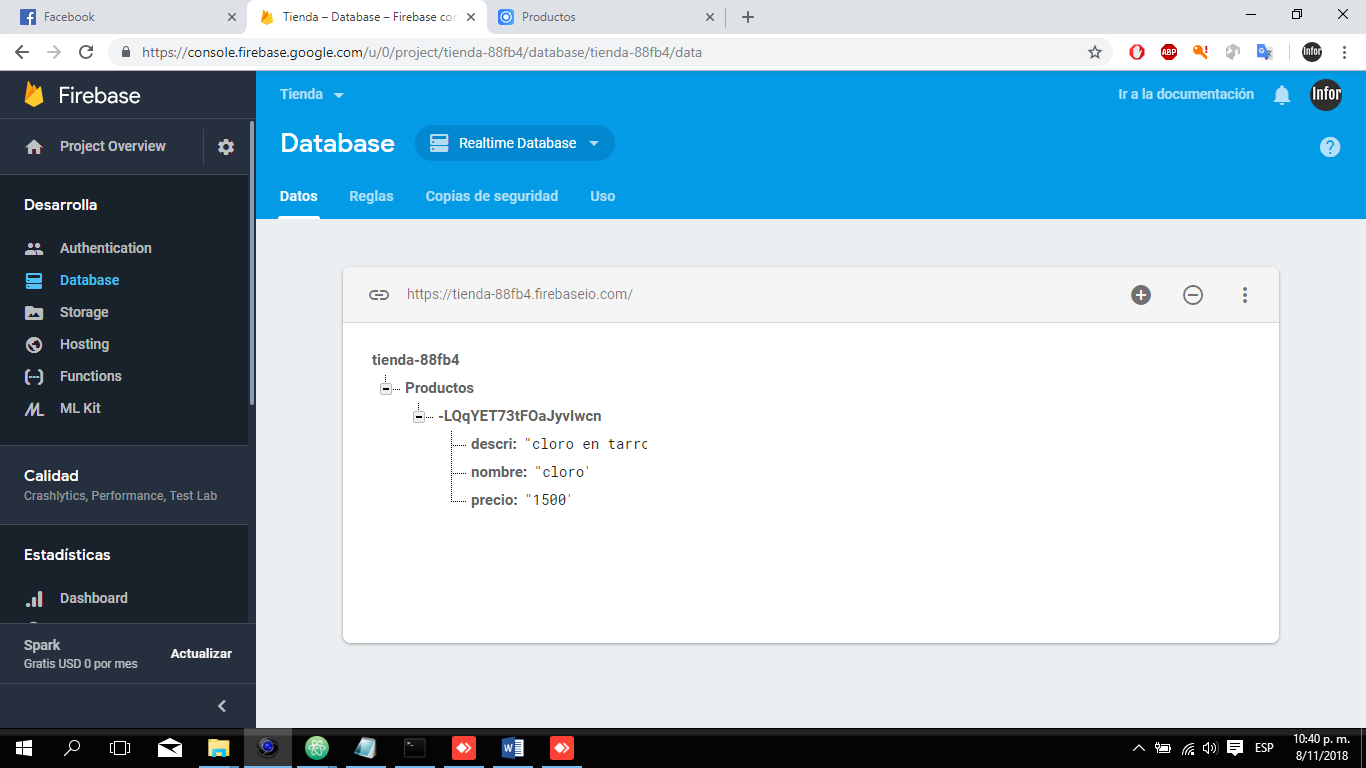 Facebook
Tienda – Database – Firebase con
Productos
https://console.firebase.google.com/u/0/project/tienda-88fb4/database/tienda-88fb4/data
ABP
Infor
Firebase
Tienda
Ir a la documentación
Infor
Project Overview
Database
Realtime Database
?
Datos
Reglas
Copias de seguridad
Uso
Desarrolla
Authentication
Database
Storage
Hosting
Functions
ML Kit
https://tienda-88fb4.firebaseio.com/
tienda-88fb4
Productos
-LQqYET73tFOaJyvIwcn
descri: "cloro en tarro
nombre: "cloro"
precio: "1500"
Calidad
Crashlytics, Performance, Test Lab
Estadísticas
Dashboard
Spark
Gratis USD 0 por mes
Actualizar
ESP
10:40 p. m.
8/11/2018